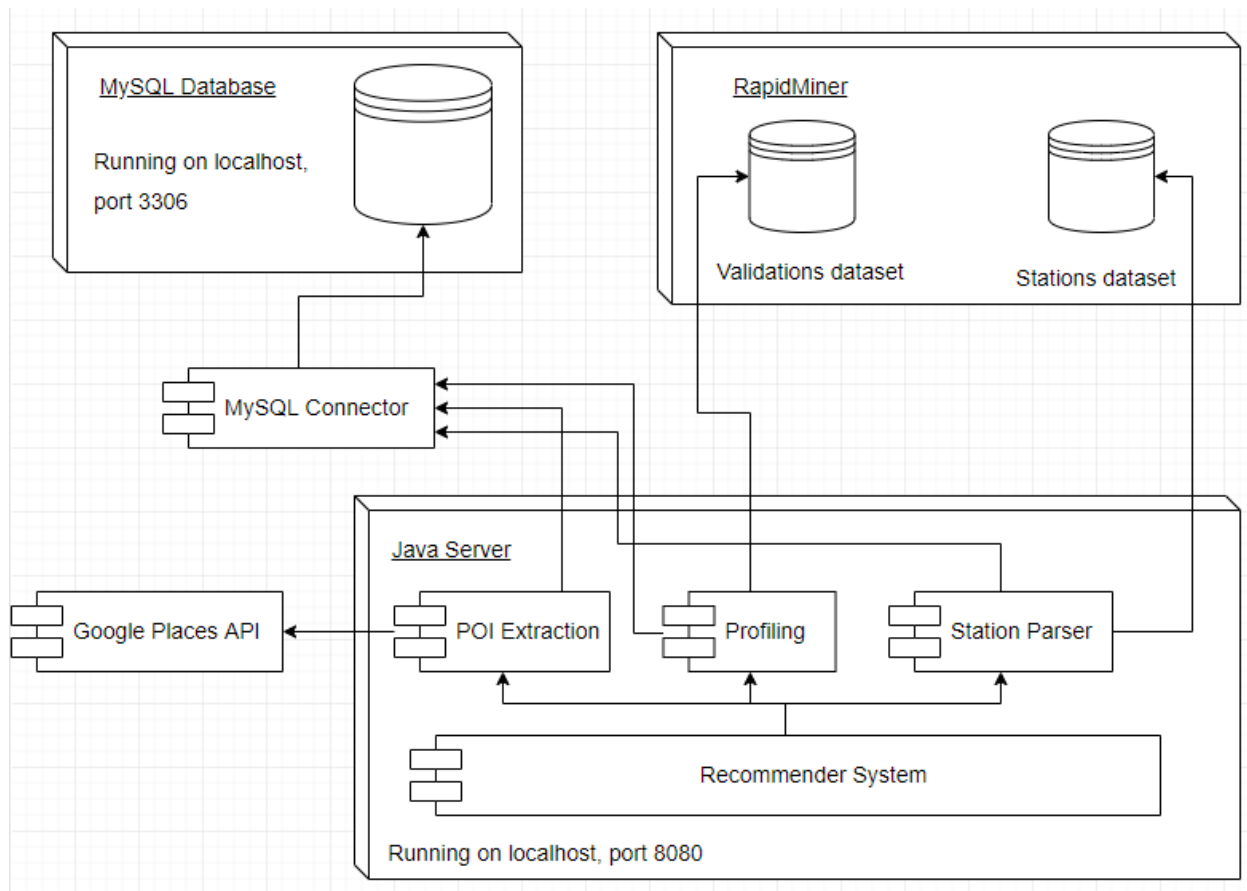 MySQL Database
Running on localhost,
port 3306
RapidMiner
Validations dataset
Stations dataset
MySQL Connector
Java Server
Google Places API
POI Extraction
Profiling
Station Parser
Recommender System
Running on localhost, port 8080